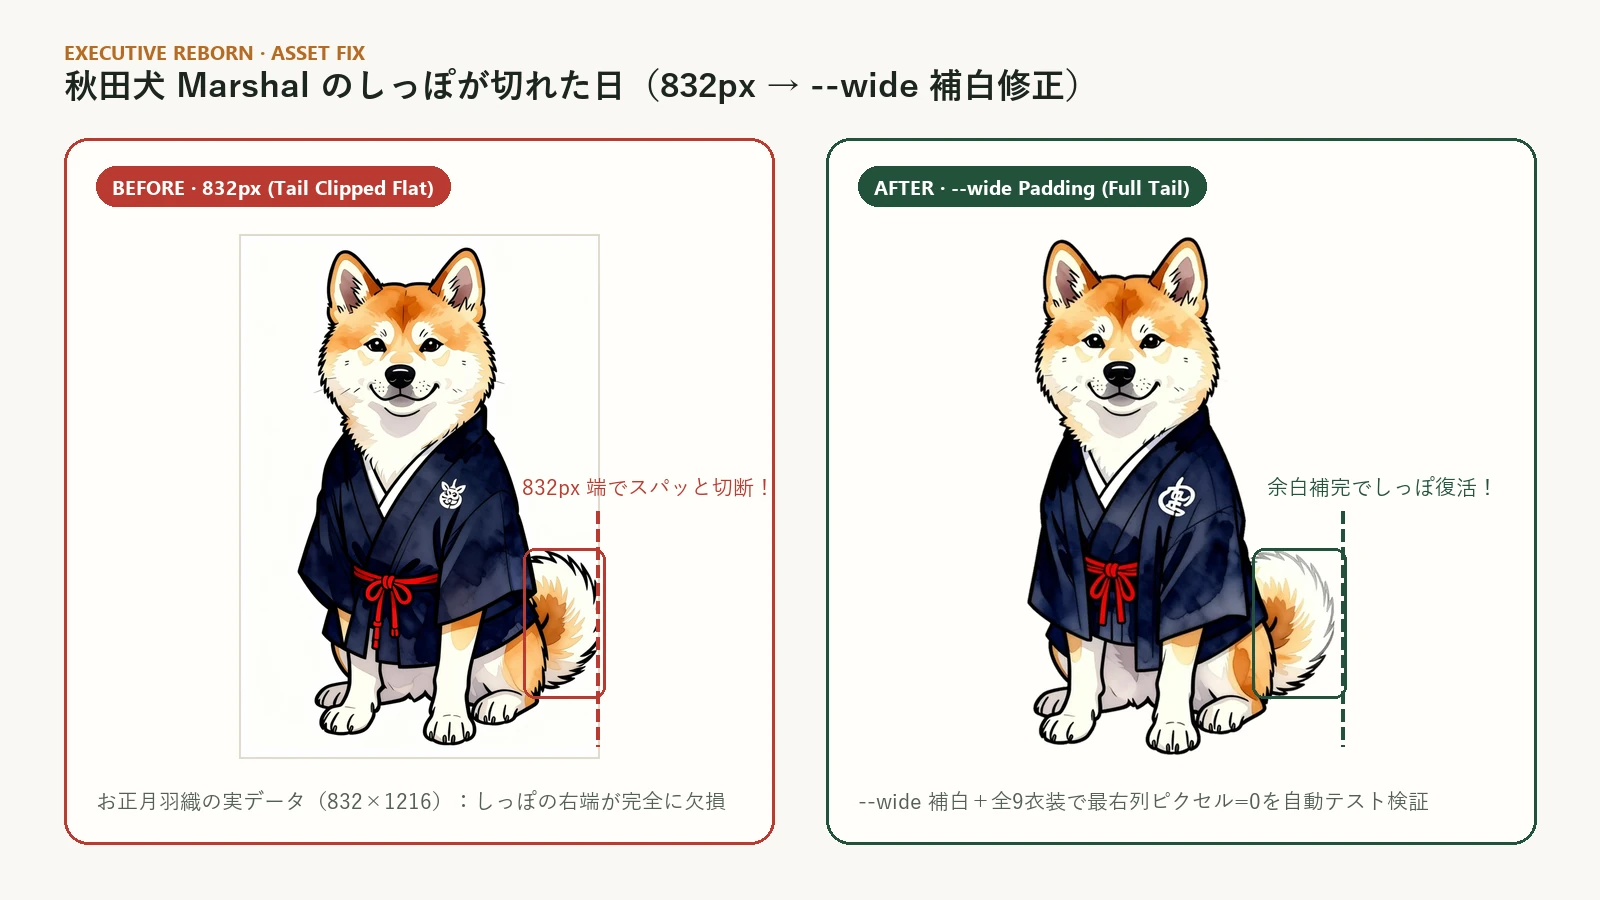 EXECUTIVE REBORN · ASSET FIX
秋田犬 Marshal のしっぽが切れた日（832px → --wide 補白修正）
BEFORE · 832px (Tail Clipped Flat)
832px 端でスパッと切断！
お正月羽織の実データ（832×1216）：しっぽの右端が完全に欠損
AFTER · --wide Padding (Full Tail)
余白補完でしっぽ復活！
--wide 補白＋全9衣装で最右列ピクセル=0を自動テスト検証